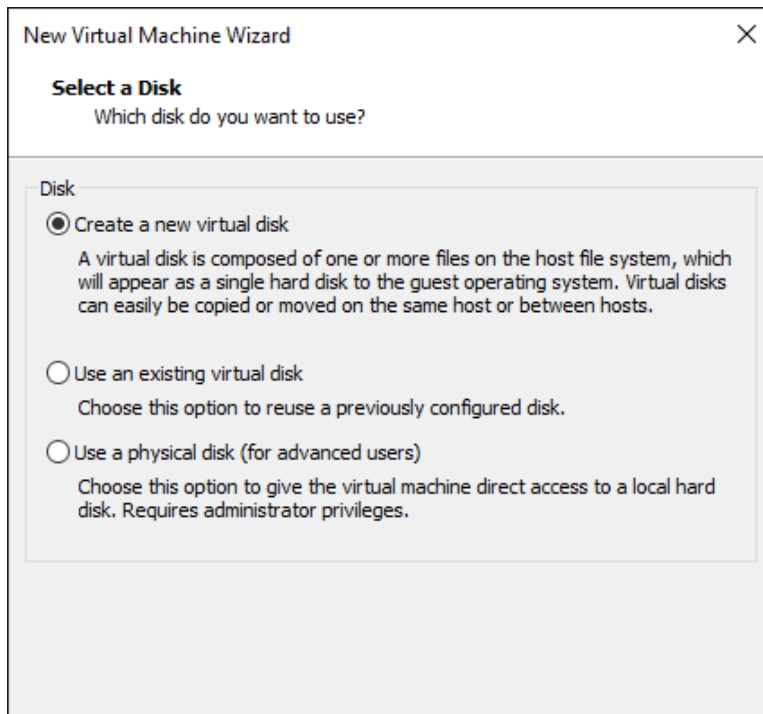 New Virtual Machine Wizard
Select a Disk
Which disk do you want to use?
Disk
Create a new virtual disk
A virtual disk is composed of one or more files on the host file system, which
will appear as a single hard disk to the guest operating system. Virtual disks
can easily be copied or moved on the same host or between hosts.
Use an existing virtual disk
Choose this option to reuse a previously configured disk.
Use a physical disk (for advanced users)
Choose this option to give the virtual machine direct access to a local hard
disk. Requires administrator privileges.